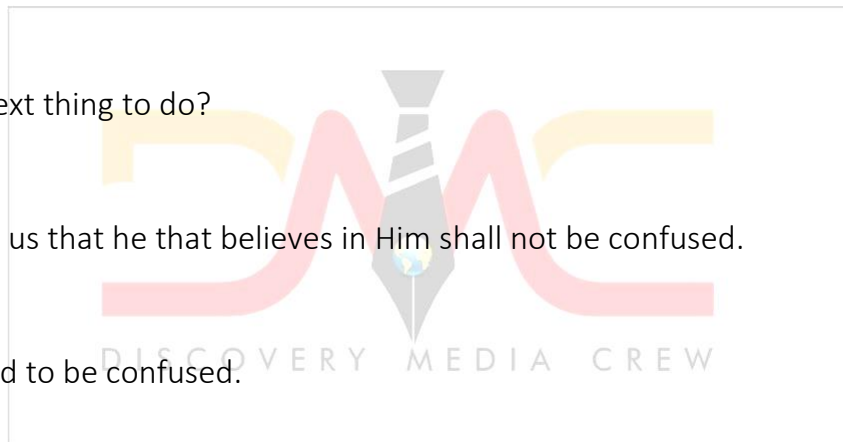 ext thing to do?
us that he that believes in Him shall not be confused.
DISCOVERY MEDIA CREW
d to be confused.